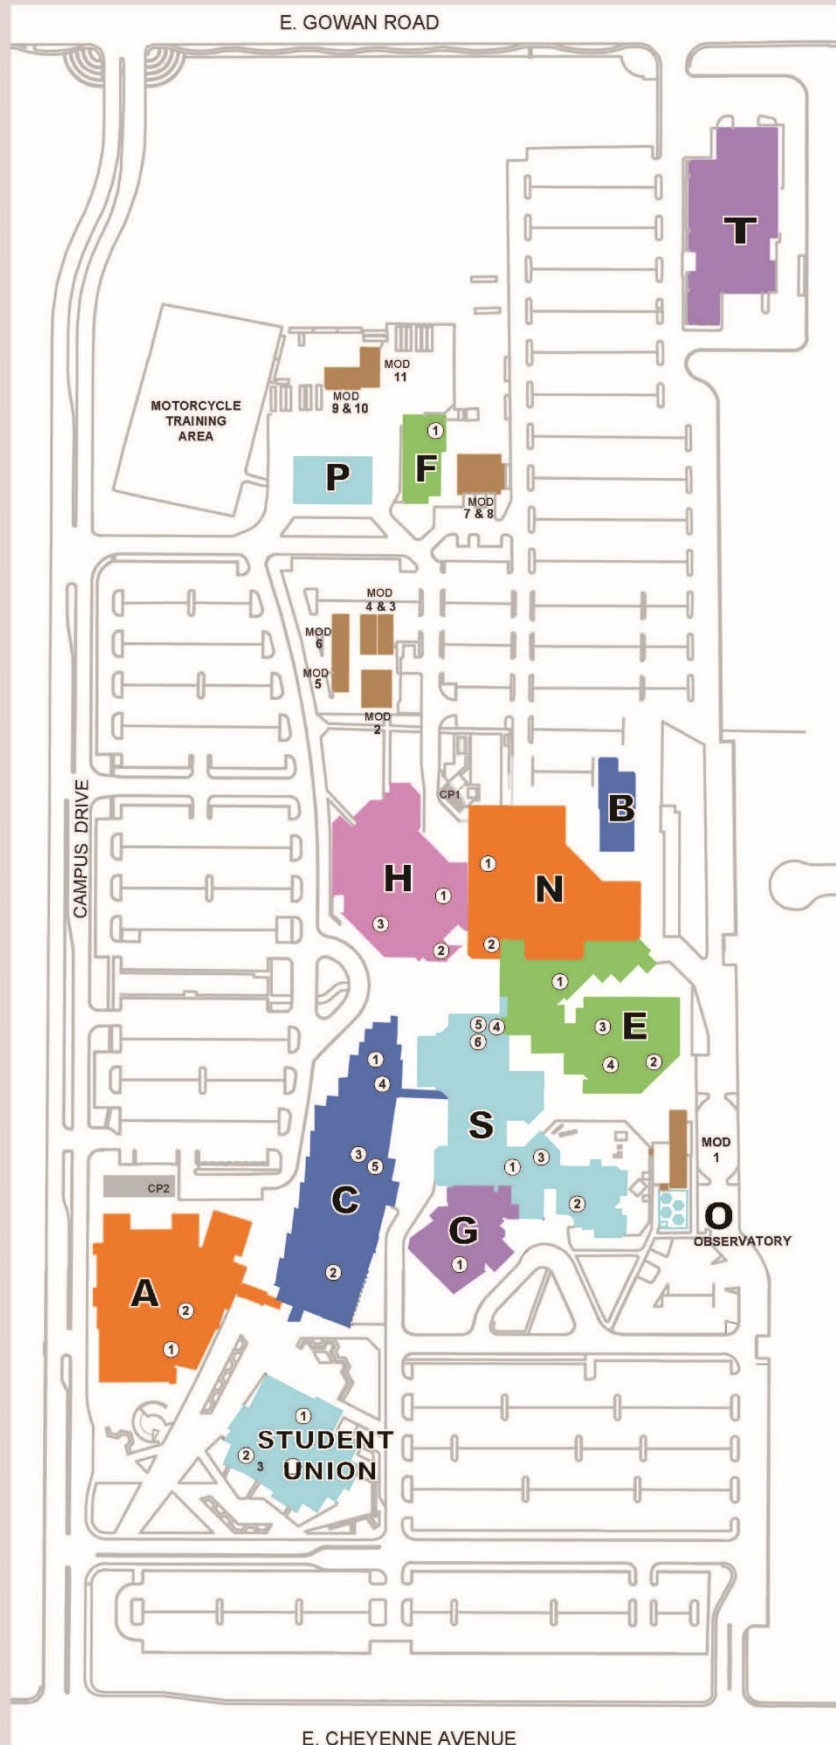 E. GOWAN ROAD
T
MOD
11
MOD
9 & 10
MOTORCYCLE
TRAINING
AREA
1
P
F
MOD
7 & 8
MOD
4 & 3
MOD
6
MOD
5
MOD
2
CAMPUS DRIVE
CP1
B
1
H
N
1
3
2
2
1
5
4
6
3
E
4
2
1
4
S
MOD
1
3
5
1
3
CP2
C
2
O
OBSERVATORY
G
1
2
A
2
1
1
STUDENT
2
3
UNION
E. CHEYENNE AVENUE